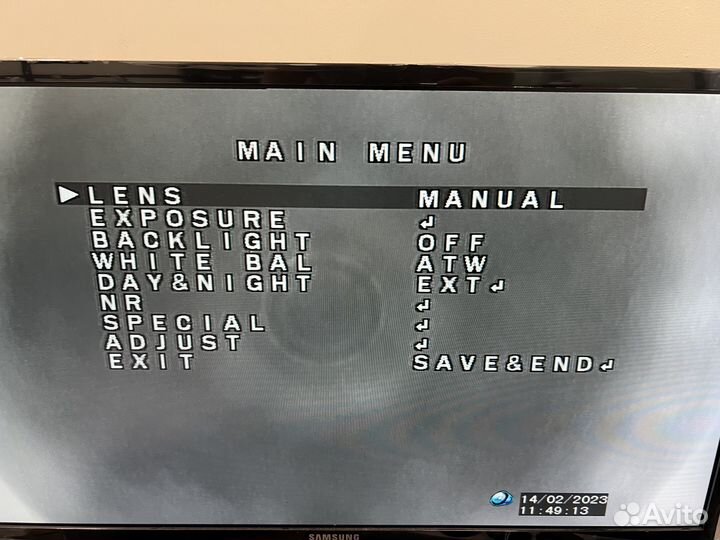 MAIN MENU
LENS MANUAL
EXPOSURE ↲
BACKLIGHT OFF
WHITE BAL ATW
DAY&NIGHT EXT↲
NR ↲
SPECIAL ↲
ADJUST ↲
EXIT SAVE&END↲
14/02/2023
11:49:13
SAMSUNG
Avito